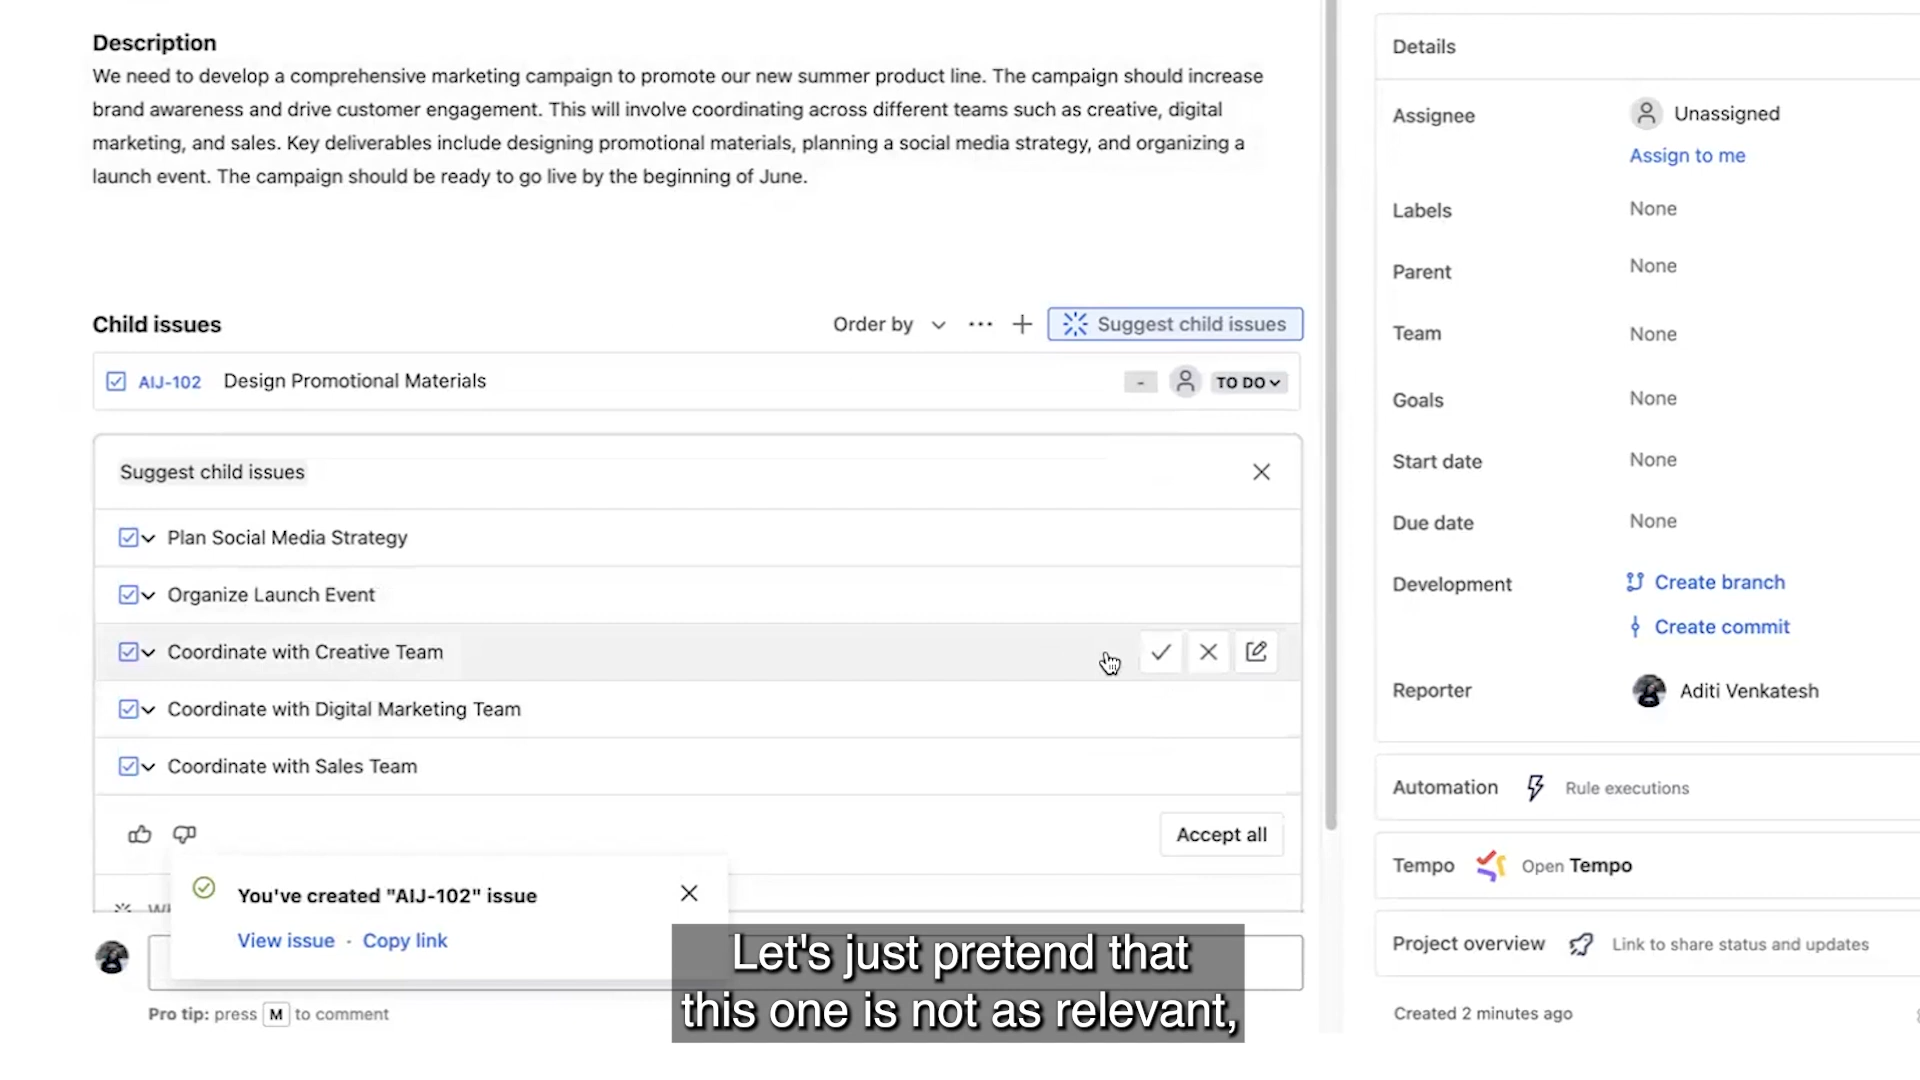 Description
We need to develop a comprehensive marketing campaign to promote our new summer product line. The campaign should increase
brand awareness and drive customer engagement. This will involve coordinating across different teams such as creative, digital
marketing, and sales. Key deliverables include designing promotional materials, planning a social media strategy, and organizing a
launch event. The campaign should be ready to go live by the beginning of June.
Child issues
Order by
Suggest child issues
AIJ-102 Design Promotional Materials
- TO DO
Suggest child issues
Plan Social Media Strategy
Organize Launch Event
Coordinate with Creative Team
Coordinate with Digital Marketing Team
Coordinate with Sales Team
Accept all
You've created "AIJ-102" issue
View issue · Copy link
Pro tip: press M to comment
Let's just pretend that
this one is not as relevant,
Details
Assignee Unassigned
Assign to me
Labels None
Parent None
Team None
Goals None
Start date None
Due date None
Development Create branch
Create commit
Reporter Aditi Venkatesh
Automation Rule executions
Tempo Open Tempo
Project overview Link to share status and updates
Created 2 minutes ago